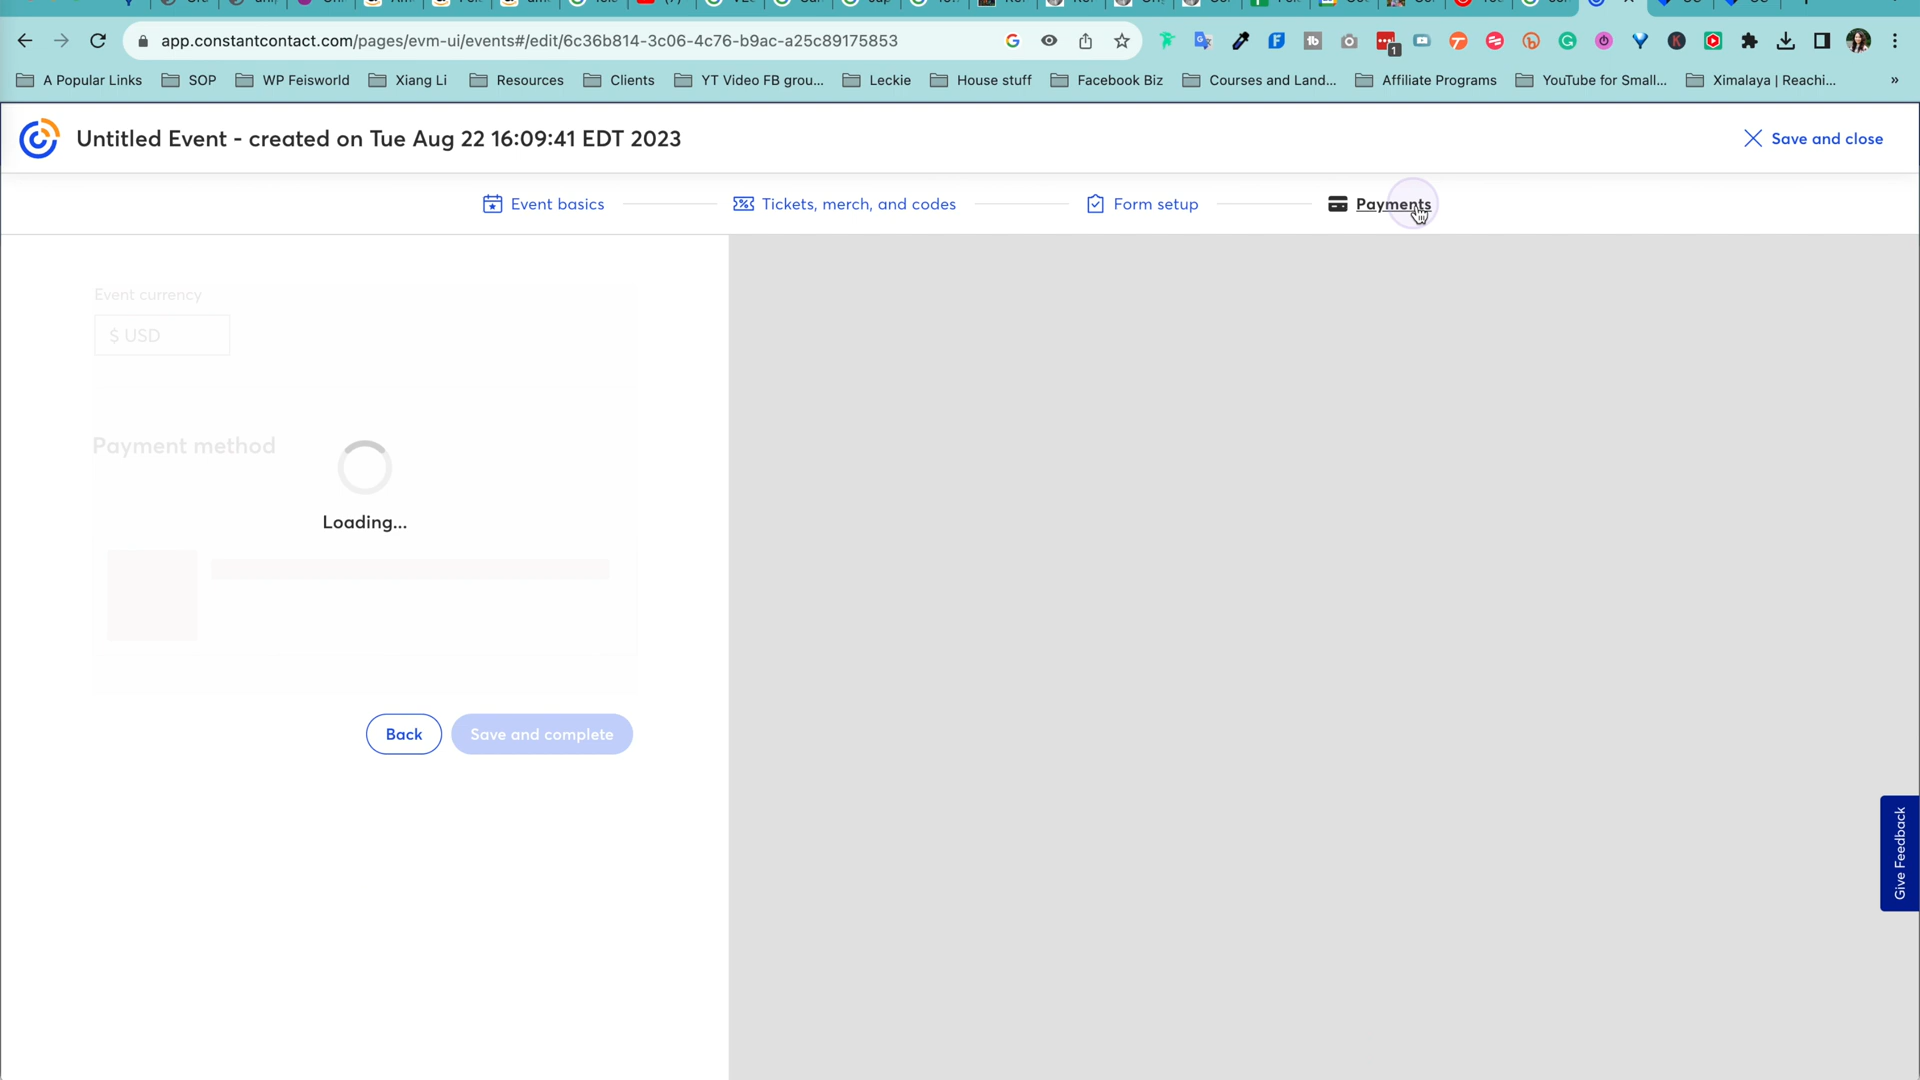 app.constantcontact.com/pages/evm-ui/events#/edit/6c36b814-3c06-4c76-b9ac-a25c89175853
1
A Popular Links
SOP
WP Feisworld
Xiang Li
Resources
Clients
YT Video FB grou...
Leckie
House stuff
Facebook Biz
Courses and Land...
Affiliate Programs
YouTube for Small...
Ximalaya | Reachi...
»
Untitled Event - created on Tue Aug 22 16:09:41 EDT 2023
Save and close
Event basics
Tickets, merch, and codes
Form setup
Payments
Event currency
$ USD
Payment method
Loading...
Back
Save and complete
Give Feedback